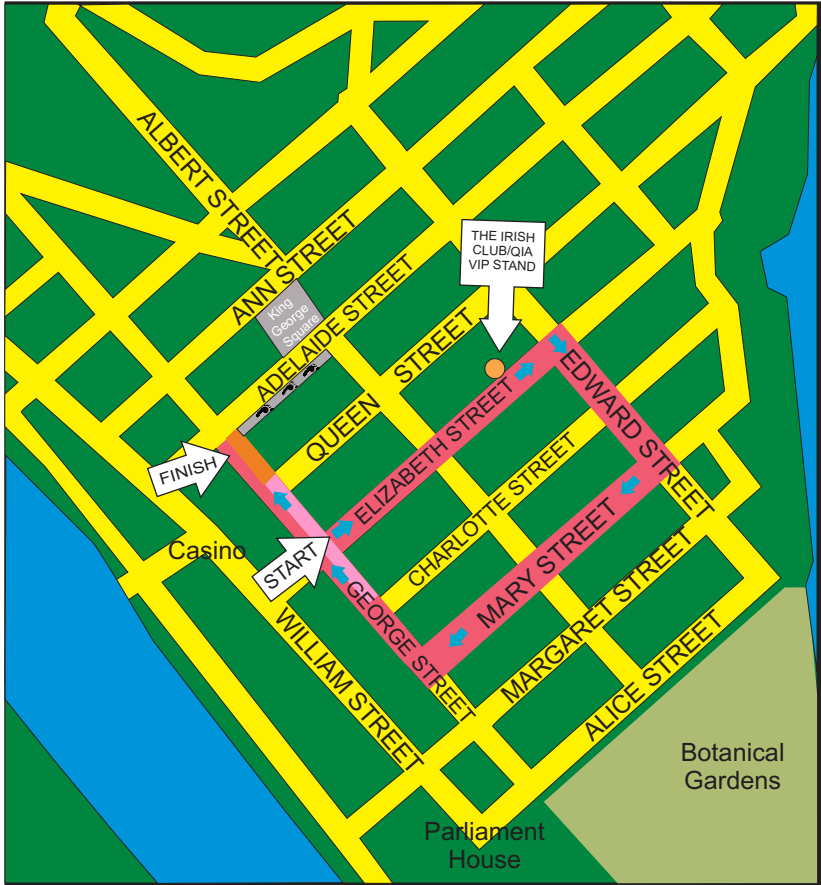 ALBERT STREET
ANN STREET
THE IRISH
CLUB/QIA
VIP STAND
King
George
Square
ADELAIDE STREET
QUEEN STREET
EDWARD STREET
ELIZABETH STREET
FINISH
CHARLOTTE STREET
Casino
START
MARY STREET
GEORGE STREET
WILLIAM STREET
MARGARET STREET
ALICE STREET
Botanical
Gardens
Parliament
House